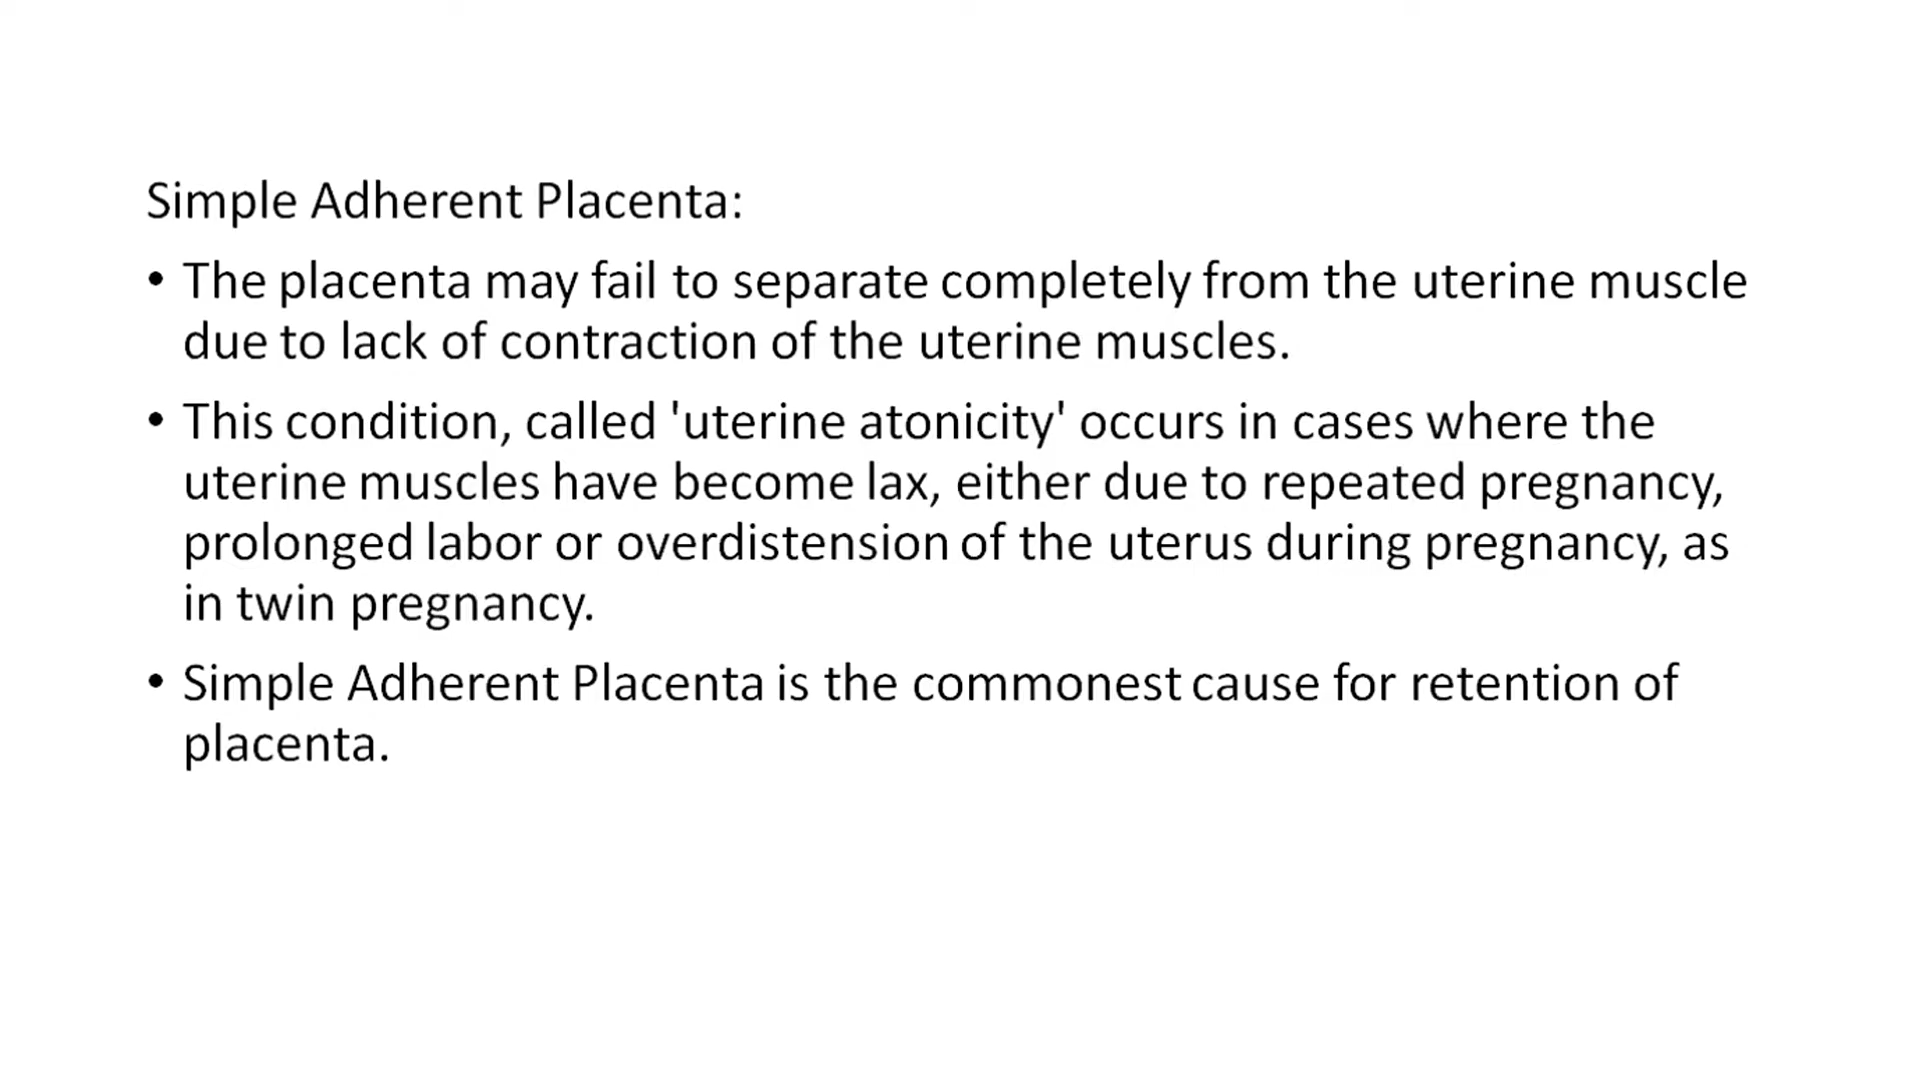 Simple Adherent Placenta:
• The placenta may fail to separate completely from the uterine muscle
due to lack of contraction of the uterine muscles.
• This condition, called 'uterine atonicity' occurs in cases where the
uterine muscles have become lax, either due to repeated pregnancy,
prolonged labor or overdistension of the uterus during pregnancy, as
in twin pregnancy.
• Simple Adherent Placenta is the commonest cause for retention of
placenta.